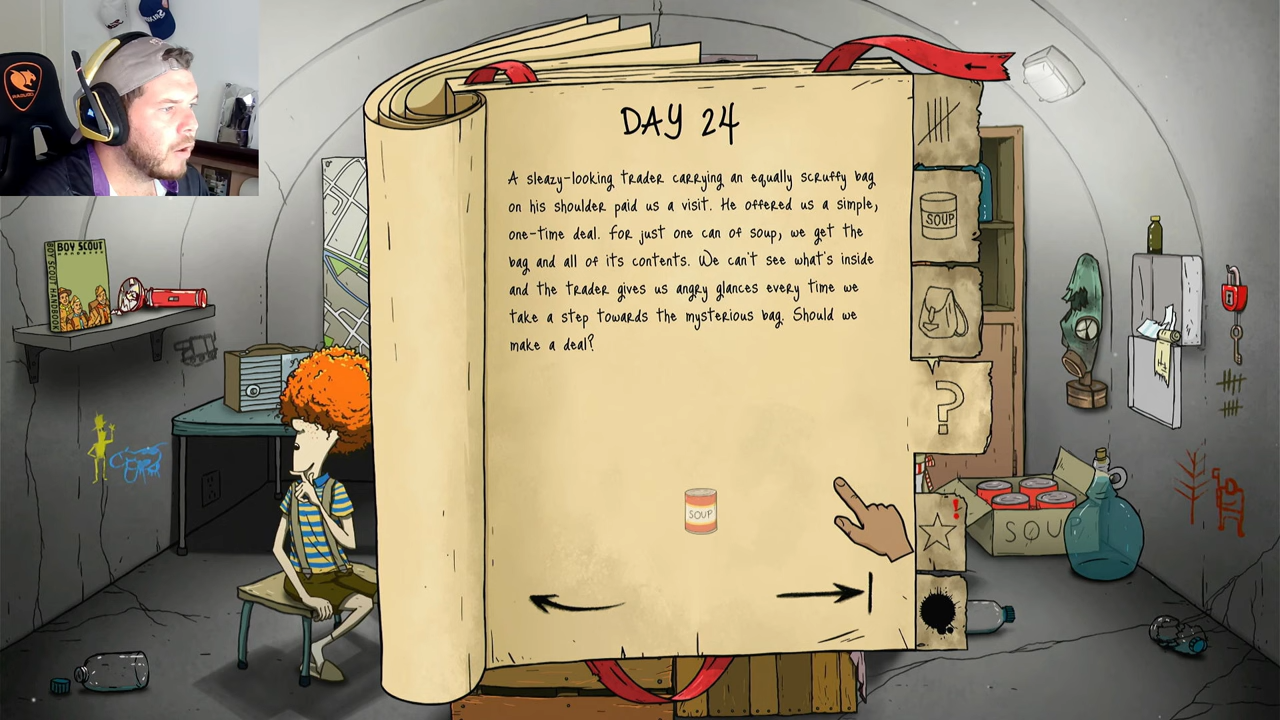 DAY 24
A sleazy-looking trader carrying an equally scruffy bag
on his shoulder paid us a visit. He offered us a simple,
one-time deal. For just one can of soup, we get the
bag and all of its contents. We can't see what's inside
and the trader gives us angry glances every time we
take a step towards the mysterious bag. Should we
make a deal?
SOUP
SOUP
BOY SCOUT
BOY SCOUT HANDBOOK
SOUP